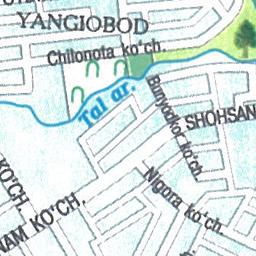 YANGIOBOD
Chilonota ko'ch.
Tal ar.
Bunyodkor ko'ch.
SHOHSAN
KO'CH.
Nigora ko'ch.
NAM KO'CH.